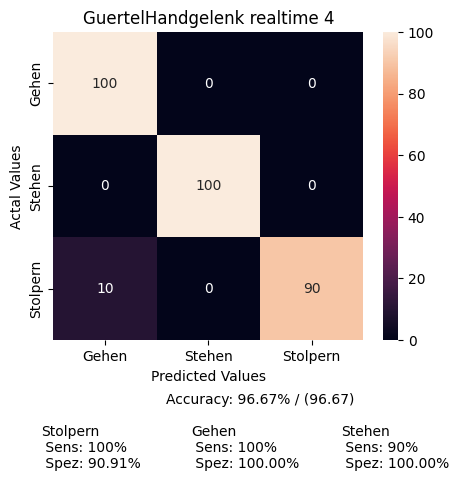 GuertelHandgelenk realtime 4
Actal Values
Gehen
100
0
0
Stehen
0
100
0
Stolpern
10
0
90
Gehen Stehen Stolpern
Predicted Values
100
80
60
40
20
0
Accuracy: 96.67% / (96.67)
Stolpern
Sens: 100%
Spez: 90.91%
Gehen
Sens: 100%
Spez: 100.00%
Stehen
Sens: 90%
Spez: 100.00%